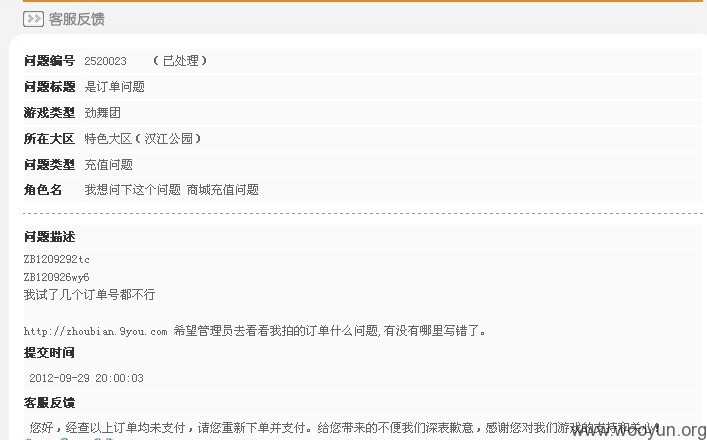 客服反馈
问题编号 2520023 （已处理）
问题标题 是订单问题
游戏类型 劲舞团
所在大区 特色大区（汉江公园）
问题类型 充值问题
角色名 我想问下这个问题 商城充值问题
问题描述
ZB1209292tc
ZB120926wy6
我试了几个订单号都不行
http://zhoubian.9you.com 希望管理员去看看我拍的订单什么问题,有没有哪里写错了。
提交时间
2012-09-29 20:00:03
客服反馈
您好，经查以上订单均未支付，请您重新下单并支付。给您带来的不便我们深表歉意，感谢您对我们游戏的支持和关心！
www.wooyun.org